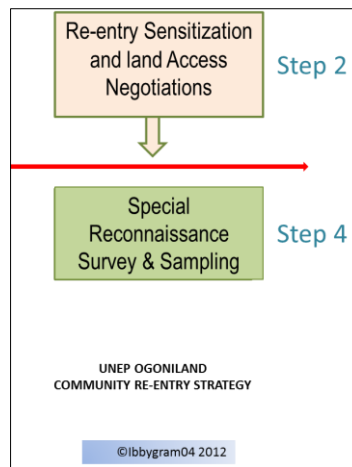 Re-entry Sensitization
and land Access
Negotiations
Step 2
Special
Reconnaissance
Survey & Sampling
Step 4
UNEP OGONILAND
COMMUNITY RE-ENTRY STRATEGY
©Ibbygram04 2012